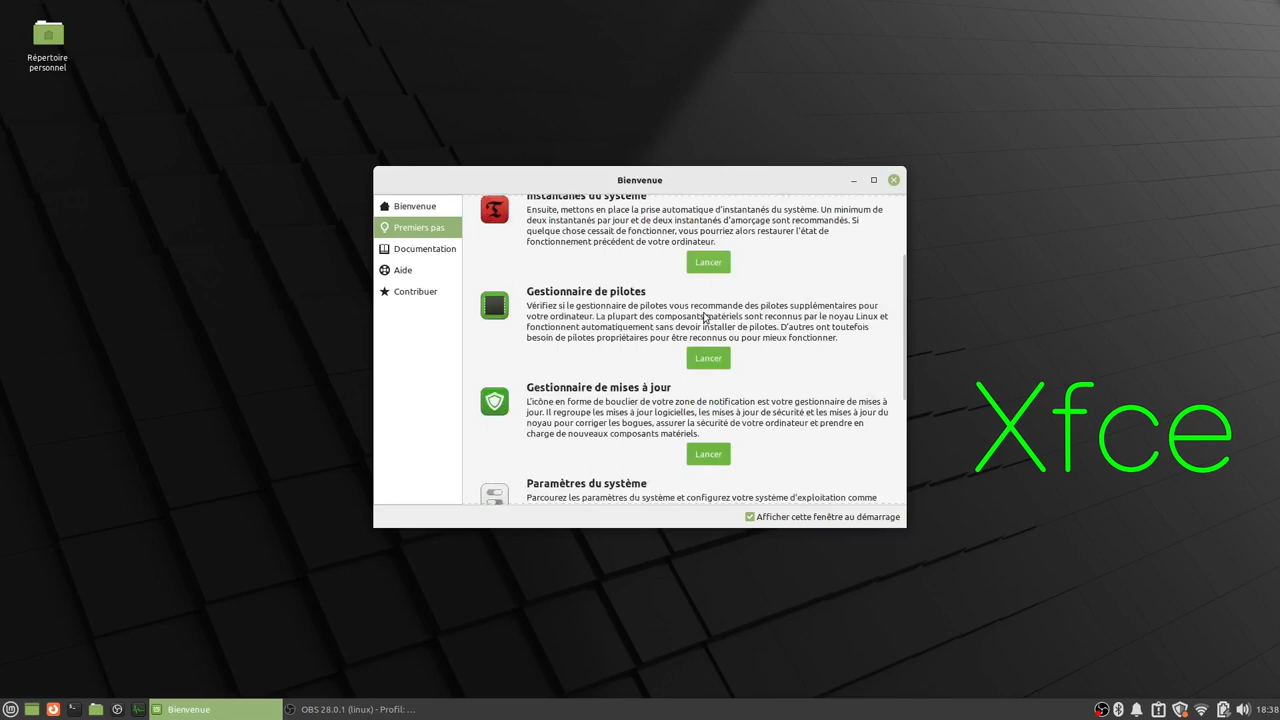 Répertoire
personnel
Bienvenue
Bienvenue
Premiers pas
Documentation
Aide
Contribuer
Instantanés du système
Ensuite, mettons en place la prise automatique d'instantanés du système. Un minimum de
deux instantanés par jour et de deux instantanés d'amorçage sont recommandés. Si
quelque chose cessait de fonctionner, vous pourriez alors restaurer l'état de
fonctionnement précédent de votre ordinateur.
Lancer
Gestionnaire de pilotes
Vérifiez si le gestionnaire de pilotes vous recommande des pilotes supplémentaires pour
votre ordinateur. La plupart des composants matériels sont reconnus par le noyau Linux et
fonctionnent automatiquement sans devoir installer de pilotes. D'autres ont toutefois
besoin de pilotes propriétaires pour être reconnus ou pour mieux fonctionner.
Lancer
Gestionnaire de mises à jour
L'icône en forme de bouclier de votre zone de notification est votre gestionnaire de mises à
jour. Il regroupe les mises à jour logicielles, les mises à jour de sécurité et les mises à jour du
noyau pour corriger les bogues, assurer la sécurité de votre ordinateur et prendre en
charge de nouveaux composants matériels.
Lancer
Paramètres du système
Parcourez les paramètres du système et configurez votre système d'exploitation comme
Afficher cette fenêtre au démarrage
Xfce
Bienvenue
OBS 28.0.1 (linux) - Profil: ...
18:38